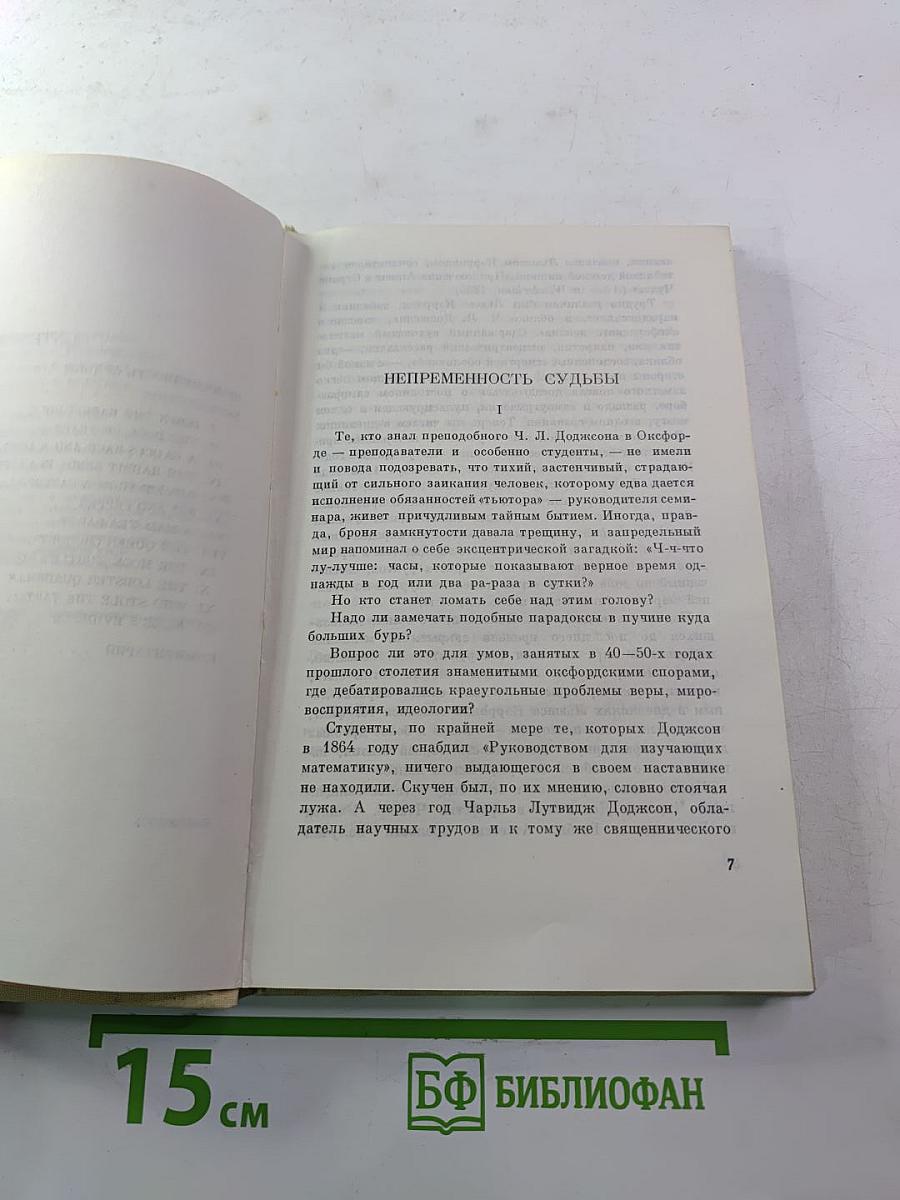 НЕПРЕМЕННОСТЬ СУДЬБЫ
I
Те, кто знал преподобного Ч. Л. Доджсона в Оксфор-
де — преподаватели и особенно студенты, — не имели
и повода подозревать, что тихий, застенчивый, страдаю-
щий от сильного заикания человек, которому едва дается
исполнение обязанностей «тьютора» — руководителя семи-
нара, живет причудливым тайным бытием. Иногда, прав-
да, броня замкнутости давала трещину, и запредельный
мир напоминал о себе эксцентрической загадкой: «Ч-ч-что
лу-лучше: часы, которые показывают верное время од-
нажды в год или два ра-раза в сутки?»
Но кто станет ломать себе над этим голову?
Надо ли замечать подобные парадоксы в пучине куда
больших бурь?
Вопрос ли это для умов, занятых в 40—50-х годах
прошлого столетия знаменитыми оксфордскими спорами,
где дебатировались краеугольные проблемы веры, миро-
восприятия, идеологии?
Студенты, по крайней мере те, которых Доджсон
в 1864 году снабдил «Руководством для изучающих
математику», ничего выдающегося в своем наставнике
не находили. Скучен был, по их мнению, словно стоячая
лужа. А через год Чарльз Лутвидж Доджсон, обла-
датель научных трудов и к тому же священнического
7
15 см
БФ БИБЛИОФАН